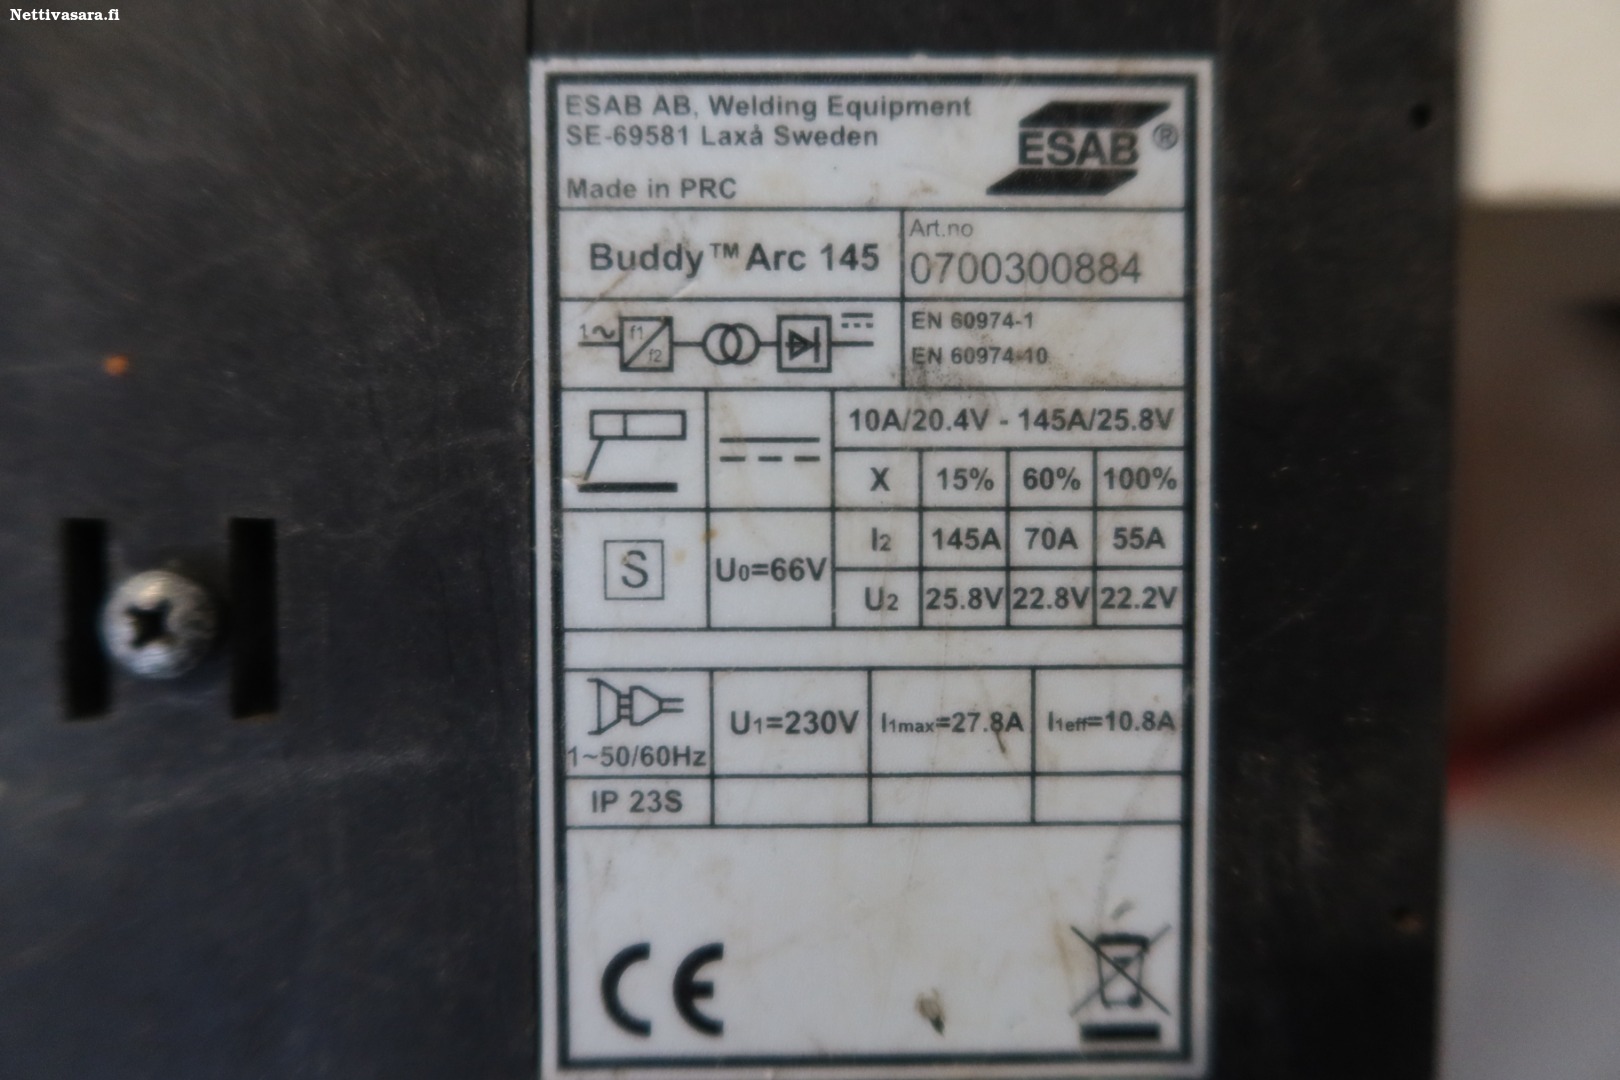 Nettivasara.fi
ESAB AB, Welding Equipment
SE-69581 Laxå Sweden
Made in PRC
ESAB ®
Buddy™ Arc 145
Art.no
0700300884
1~ f1 f2
EN 60974-1
EN 60974-10
10A/20.4V - 145A/25.8V
X 15% 60% 100%
S
U0=66V
I2 145A 70A 55A
U2 25.8V 22.8V 22.2V
1~50/60Hz
U1=230V
I1max=27.8A
I1eff=10.8A
IP 23S
CE